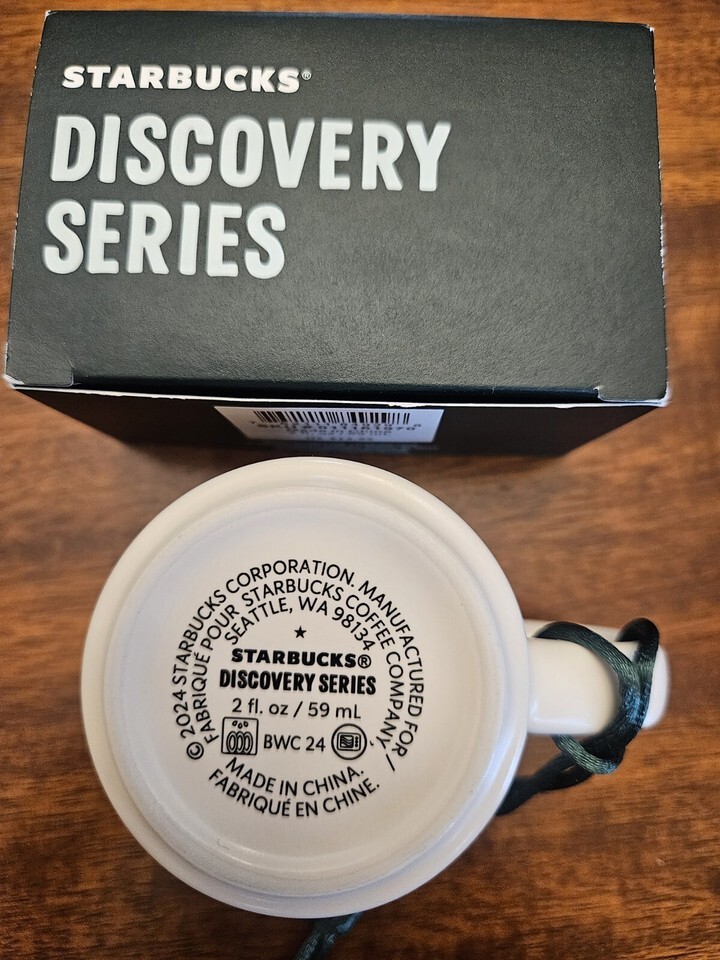 STARBUCKS®
DISCOVERY
SERIES
© 2024 STARBUCKS CORPORATION. MANUFACTURED FOR /
FABRIQUÉ POUR STARBUCKS COFFEE COMPANY,
SEATTLE, WA 98134
★
STARBUCKS®
DISCOVERY SERIES
2 fl. oz / 59 mL
BWC 24
MADE IN CHINA.
FABRIQUÉ EN CHINE.